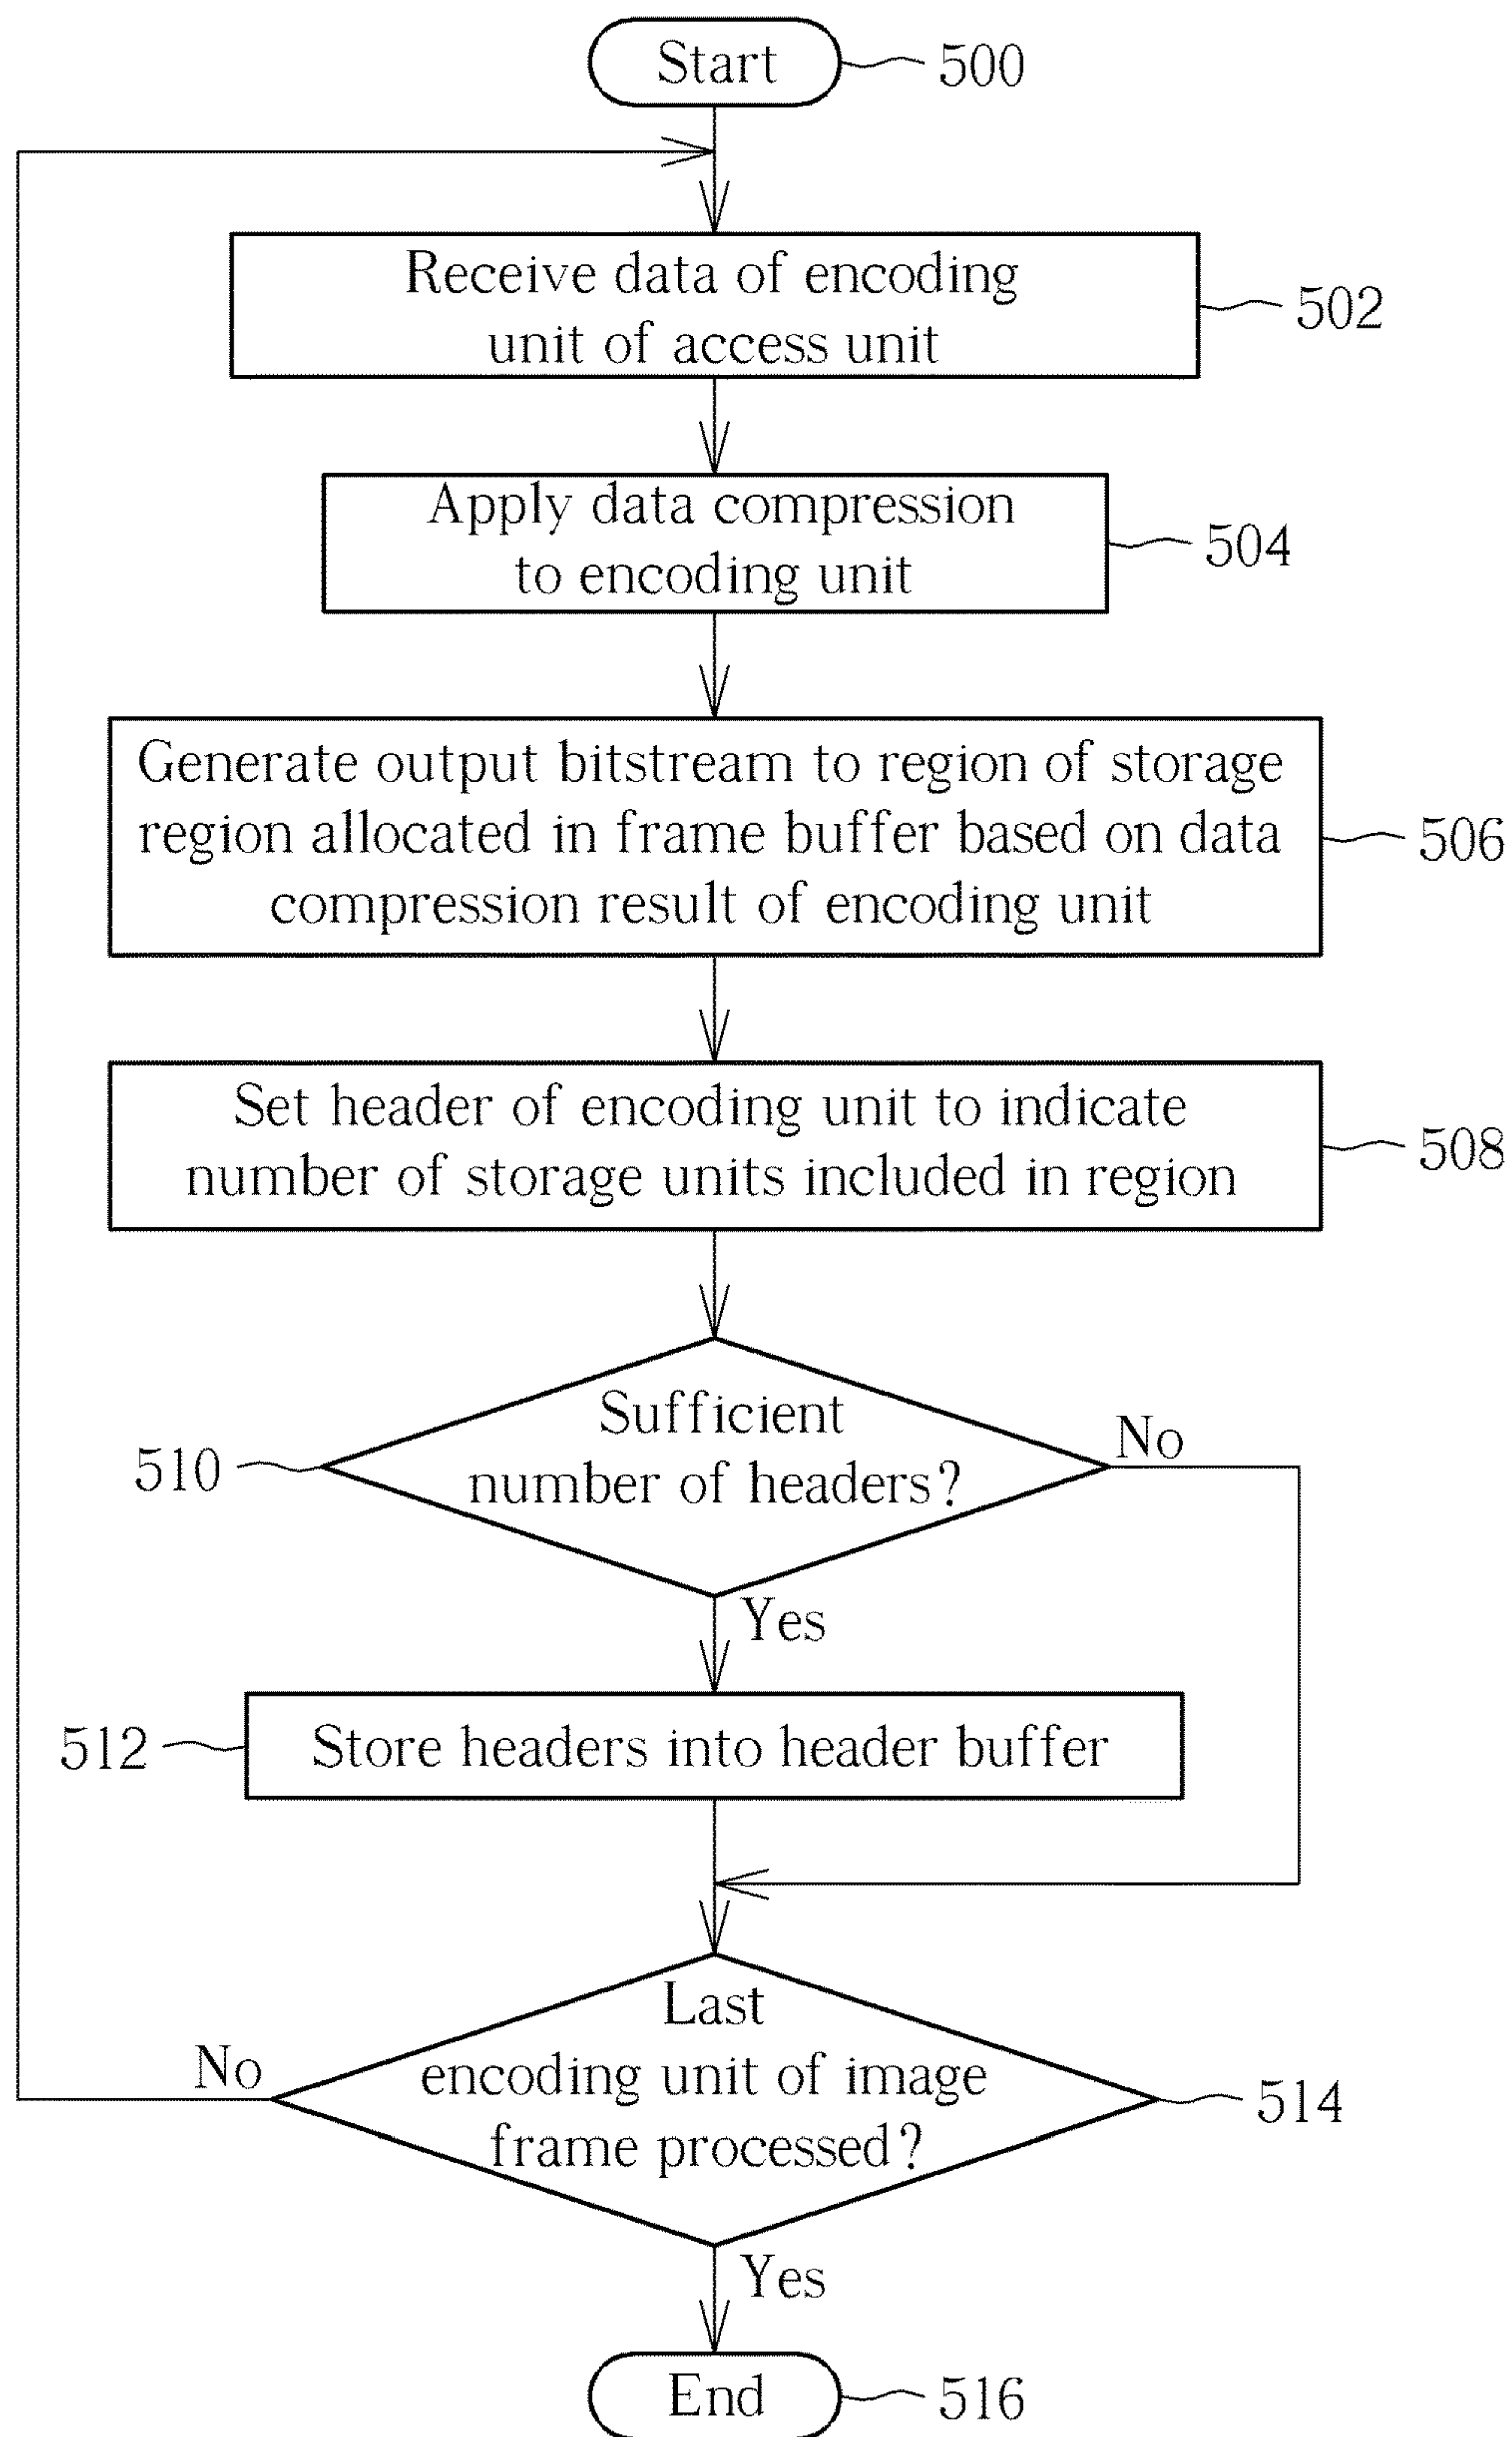 Start
500
Receive data of encoding
unit of access unit
502
Apply data compression
to encoding unit
504
Generate output bitstream to region of storage
region allocated in frame buffer based on data
compression result of encoding unit
506
Set header of encoding unit to indicate
number of storage units included in region
508
Sufficient
number of headers?
510
No
Yes
512
Store headers into header buffer
Last
encoding unit of image
frame processed?
No
514
Yes
End
516